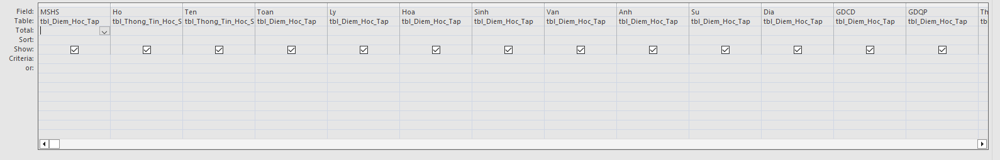 Field: MSHS Ho Ten Toan Ly Hoa Sinh Van Anh Su Dia GDCD GDQP Th
Table: tbl_Diem_Hoc_Tap tbl_Thong_Tin_Hoc_S tbl_Thong_Tin_Hoc_S tbl_Diem_Hoc_Tap tbl_Diem_Hoc_Tap tbl_Diem_Hoc_Tap tbl_Diem_Hoc_Tap tbl_Diem_Hoc_Tap tbl_Diem_Hoc_Tap tbl_Diem_Hoc_Tap tbl_Diem_Hoc_Tap tbl_Diem_Hoc_Tap tbl_Diem_Hoc_Tap tb
Total:
Sort:
Show:
Criteria:
or: